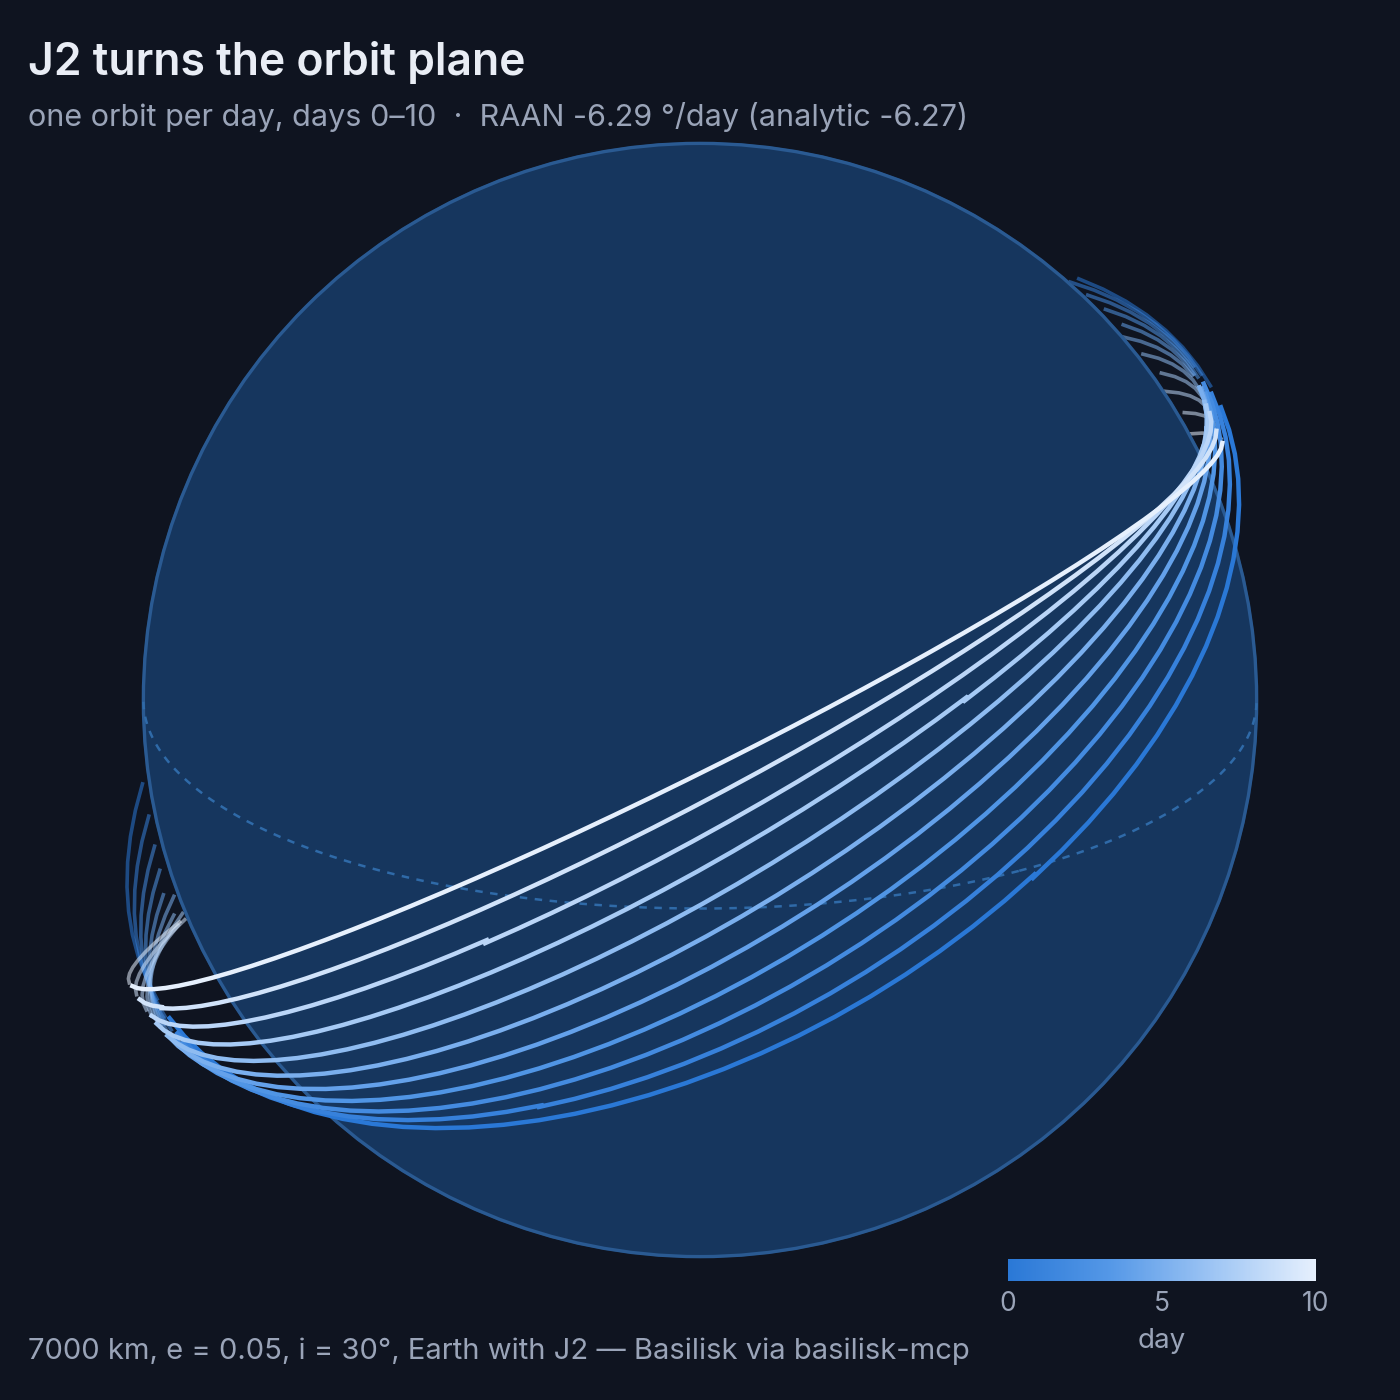 J2 turns the orbit plane
one orbit per day, days 0–10  ·  RAAN -6.29 °/day (analytic -6.27)
0 5 10
day
7000 km, e = 0.05, i = 30°, Earth with J2 — Basilisk via basilisk-mcp